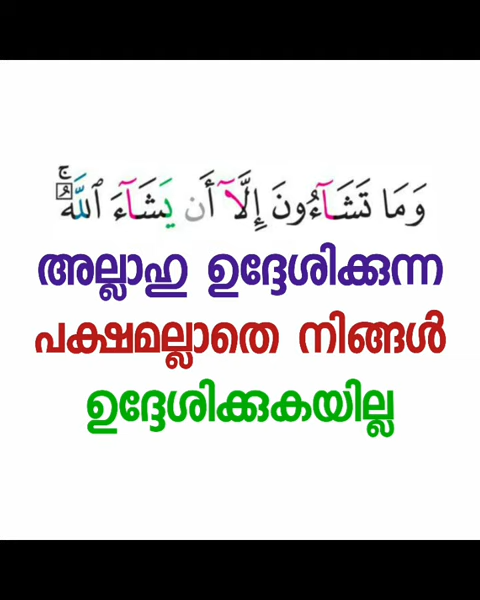 وَمَا تَشَآءُونَ إِلَّآ أَن يَشَآءَ ٱللَّهُ ۚ
അല്ലാഹു ഉദ്ദേശിക്കുന്ന
പക്ഷമല്ലാതെ നിങ്ങൾ
ഉദ്ദേശിക്കുകയില്ല